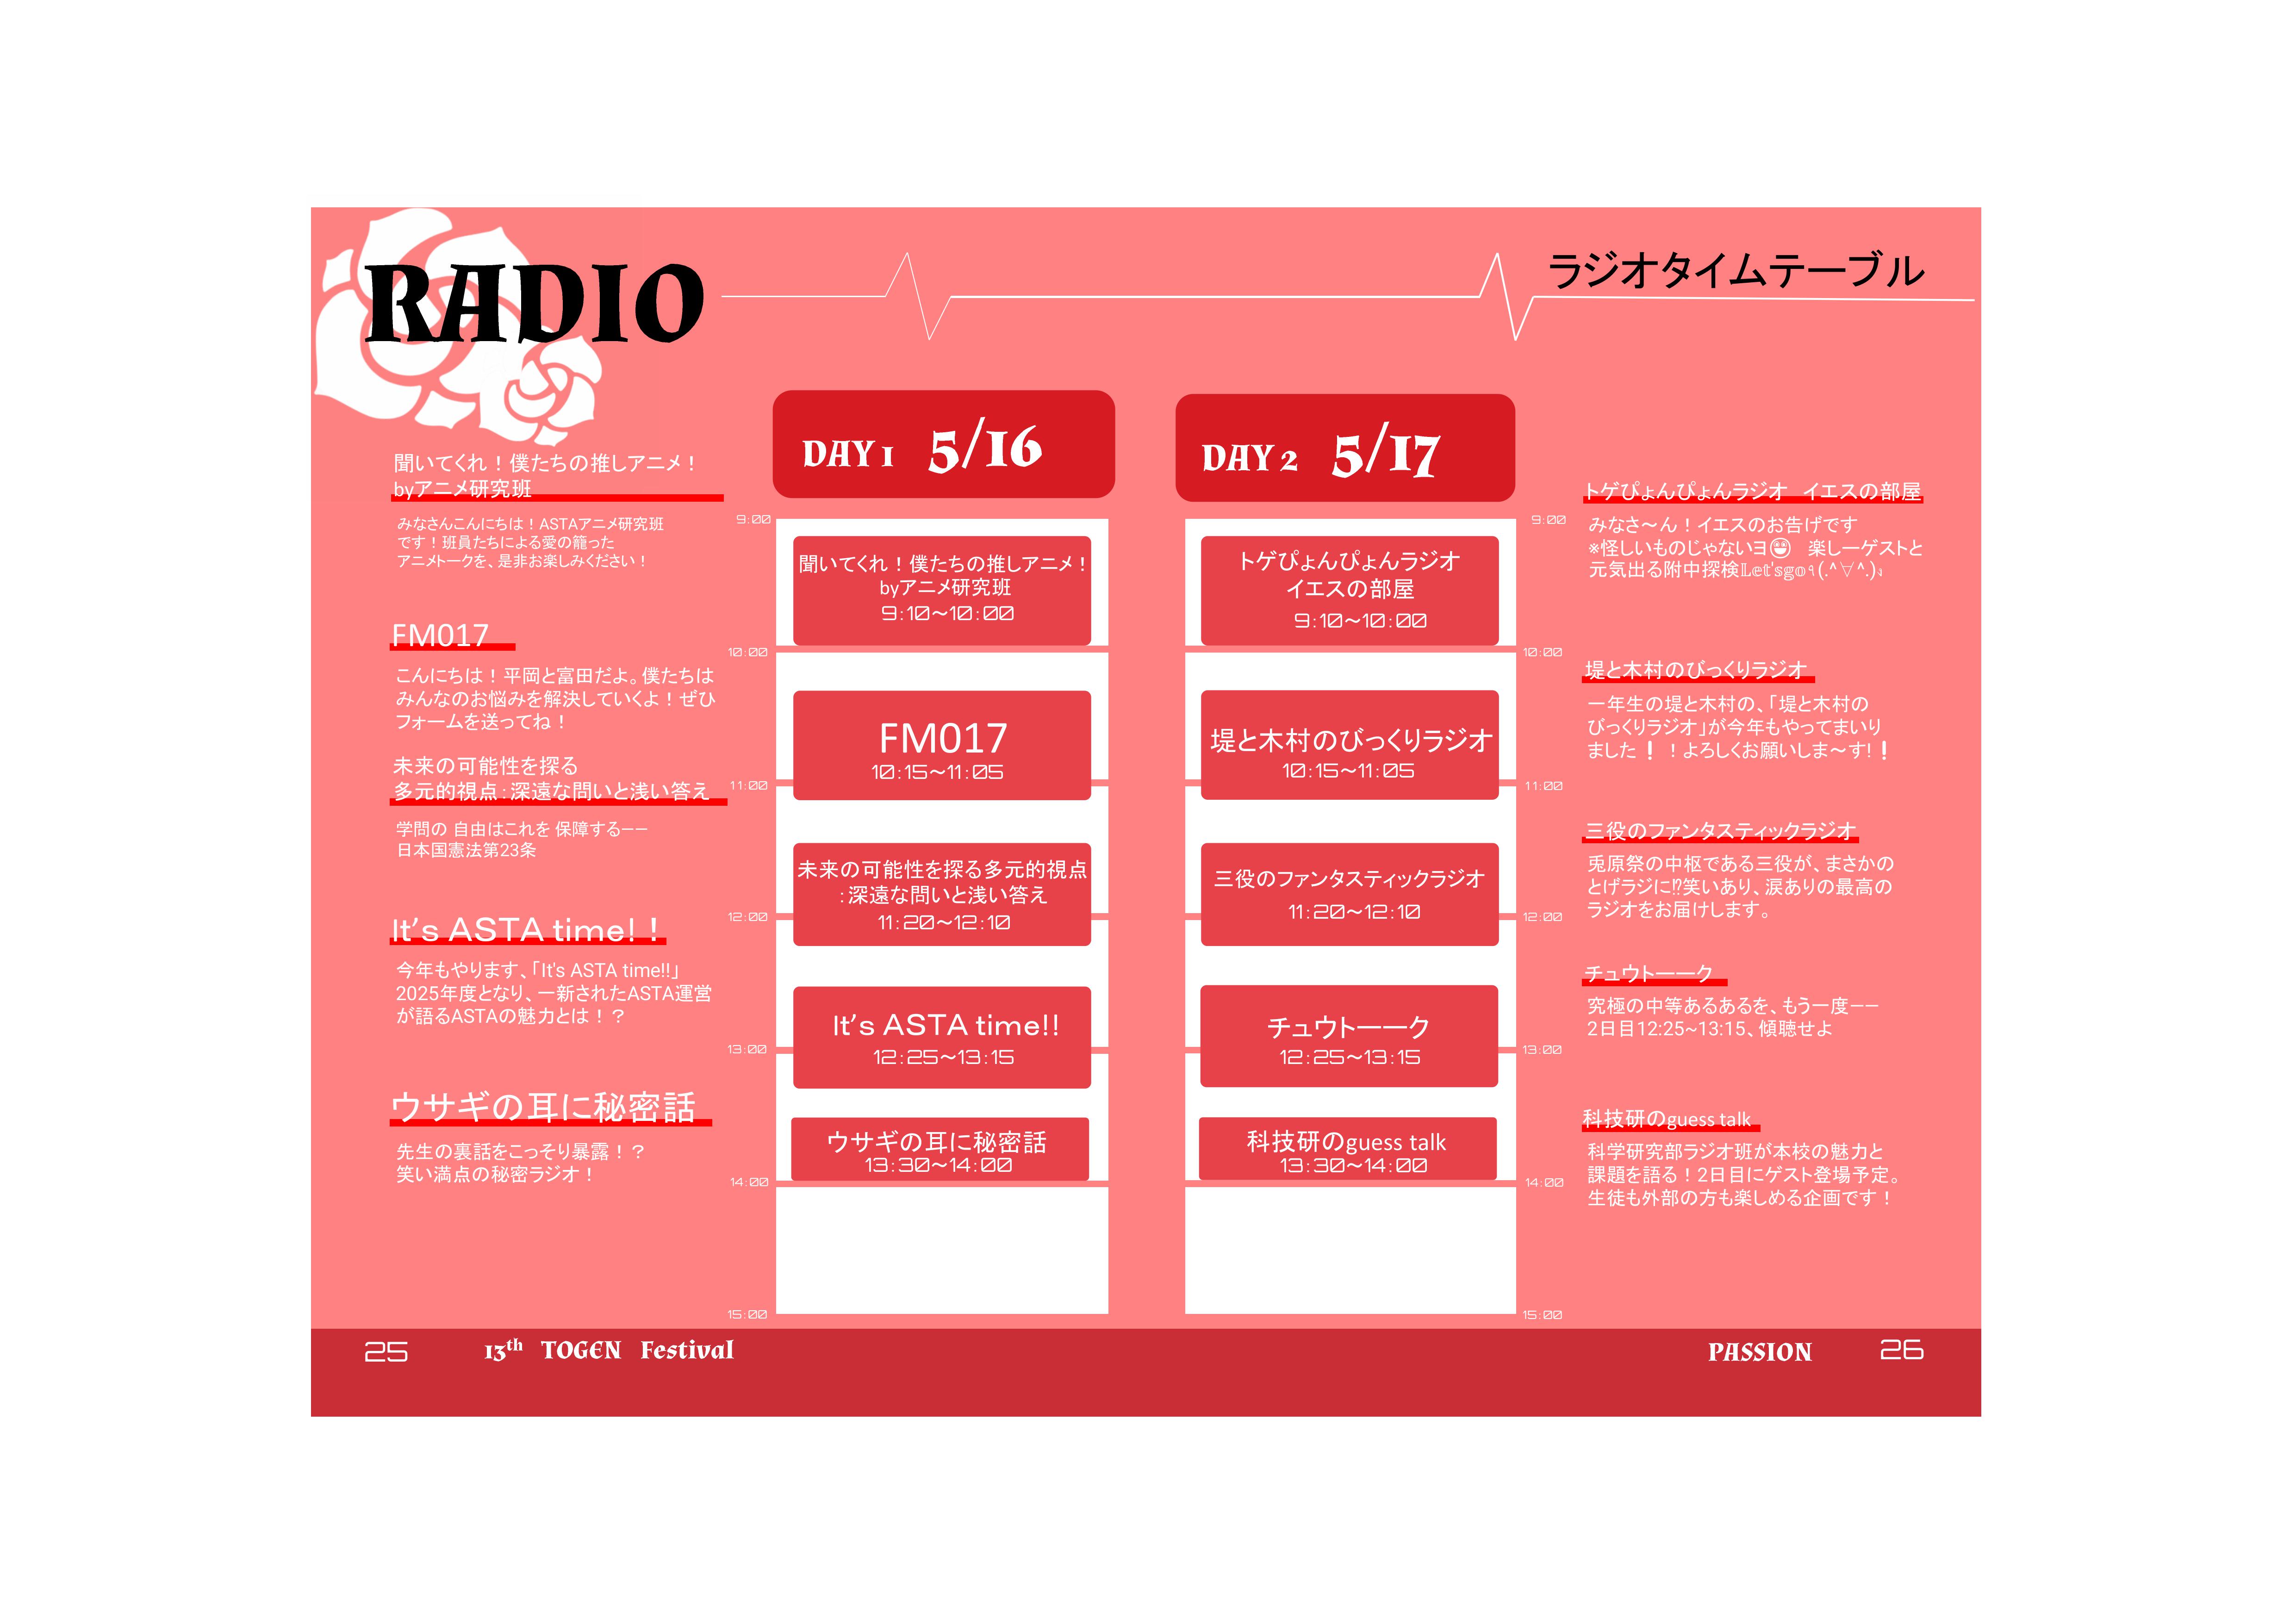 RADIO
ラジオタイムテーブル
聞いてくれ！僕たちの推しアニメ！
byアニメ研究班
みなさんこんにちは！ASTAアニメ研究班
です！班員たちによる愛の籠った
アニメトークを、是非お楽しみください！
FM017
こんにちは！平岡と富田だよ。僕たちは
みんなのお悩みを解決していくよ！ぜひ
フォームを送ってね！
未来の可能性を探る
多元的視点：深遠な問いと浅い答え
学問の 自由はこれを 保障する——
日本国憲法第23条
It's ASTA time!！
今年もやります、「It's ASTA time!!」
2025年度となり、一新されたASTA運営
が語るASTAの魅力とは！？
ウサギの耳に秘密話
先生の裏話をこっそり暴露！？
笑い満点の秘密ラジオ！
DAY 1 5/16
9:00
聞いてくれ！僕たちの推しアニメ！
byアニメ研究班
9:10~10:00
10:00
FM017
10:15~11:05
11:00
未来の可能性を探る多元的視点
：深遠な問いと浅い答え
11:20~12:10
12:00
It's ASTA time!!
12:25~13:15
13:00
ウサギの耳に秘密話
13:30~14:00
14:00
15:00
DAY 2 5/17
9:00
トゲぴょんぴょんラジオ
イエスの部屋
9:10~10:00
10:00
堤と木村のびっくりラジオ
10:15~11:05
11:00
三役のファンタスティックラジオ
11:20~12:10
12:00
チュウト——ク
12:25~13:15
13:00
科技研のguess talk
13:30~14:00
14:00
15:00
トゲぴょんぴょんラジオ　イエスの部屋
みなさ〜ん！イエスのお告げです
※怪しいものじゃないヨ😀　楽しーゲストと
元気出る附中探検𝕃𝕖𝕥'𝕤𝕘𝕠٩(.^∀^.)و
堤と木村のびっくりラジオ
一年生の堤と木村の、「堤と木村の
びっくりラジオ」が今年もやってまいり
ました❗！よろしくお願いしま〜す!❗
三役のファンタスティックラジオ
兎原祭の中枢である三役が、まさかの
とげラジに⁉笑いあり、涙ありの最高の
ラジオをお届けします。
チュウト——ク
究極の中等あるあるを、もう一度——
2日目12:25~13:15、傾聴せよ
科技研のguess talk
科学研究部ラジオ班が本校の魅力と
課題を語る！2日目にゲスト登場予定。
生徒も外部の方も楽しめる企画です！
25 13th TOGEN Festival
PASSION 26